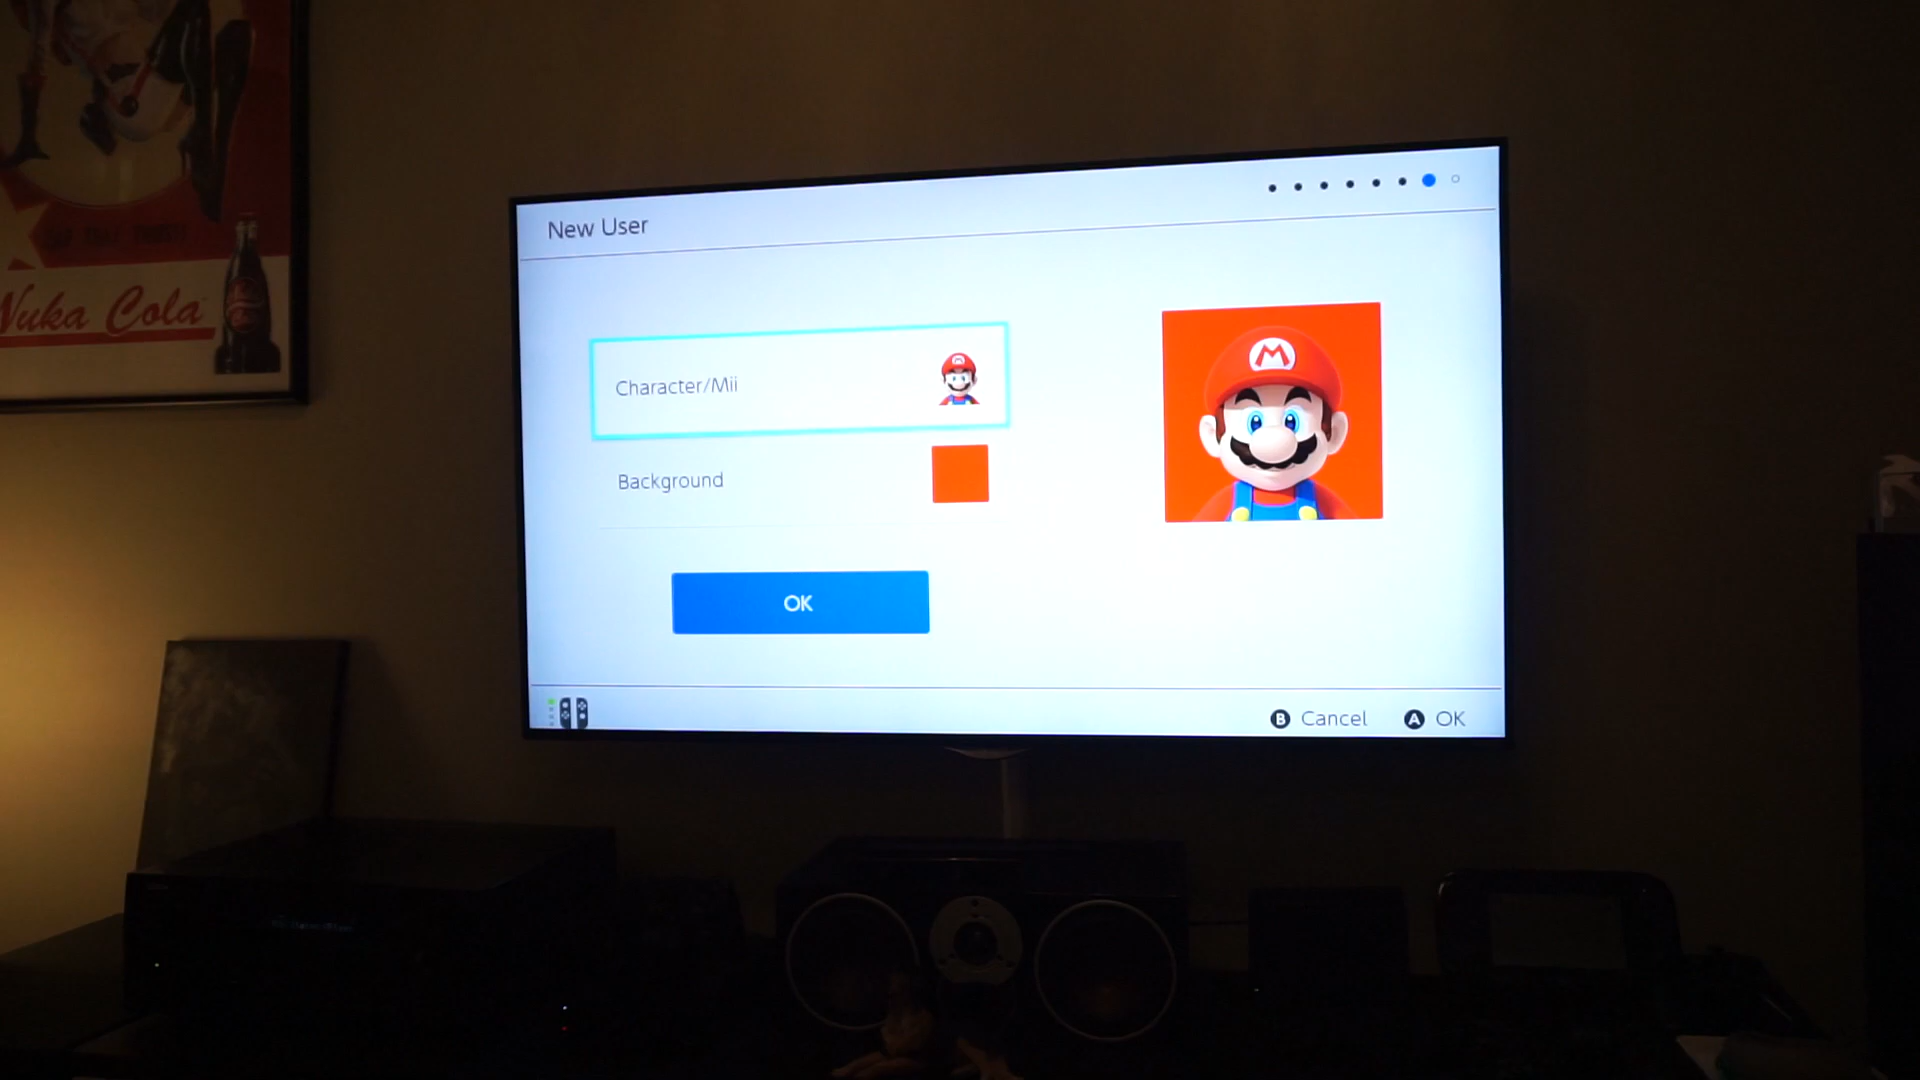 Nuka Cola
New User
Character/Mii
Background
OK
B Cancel A OK
M